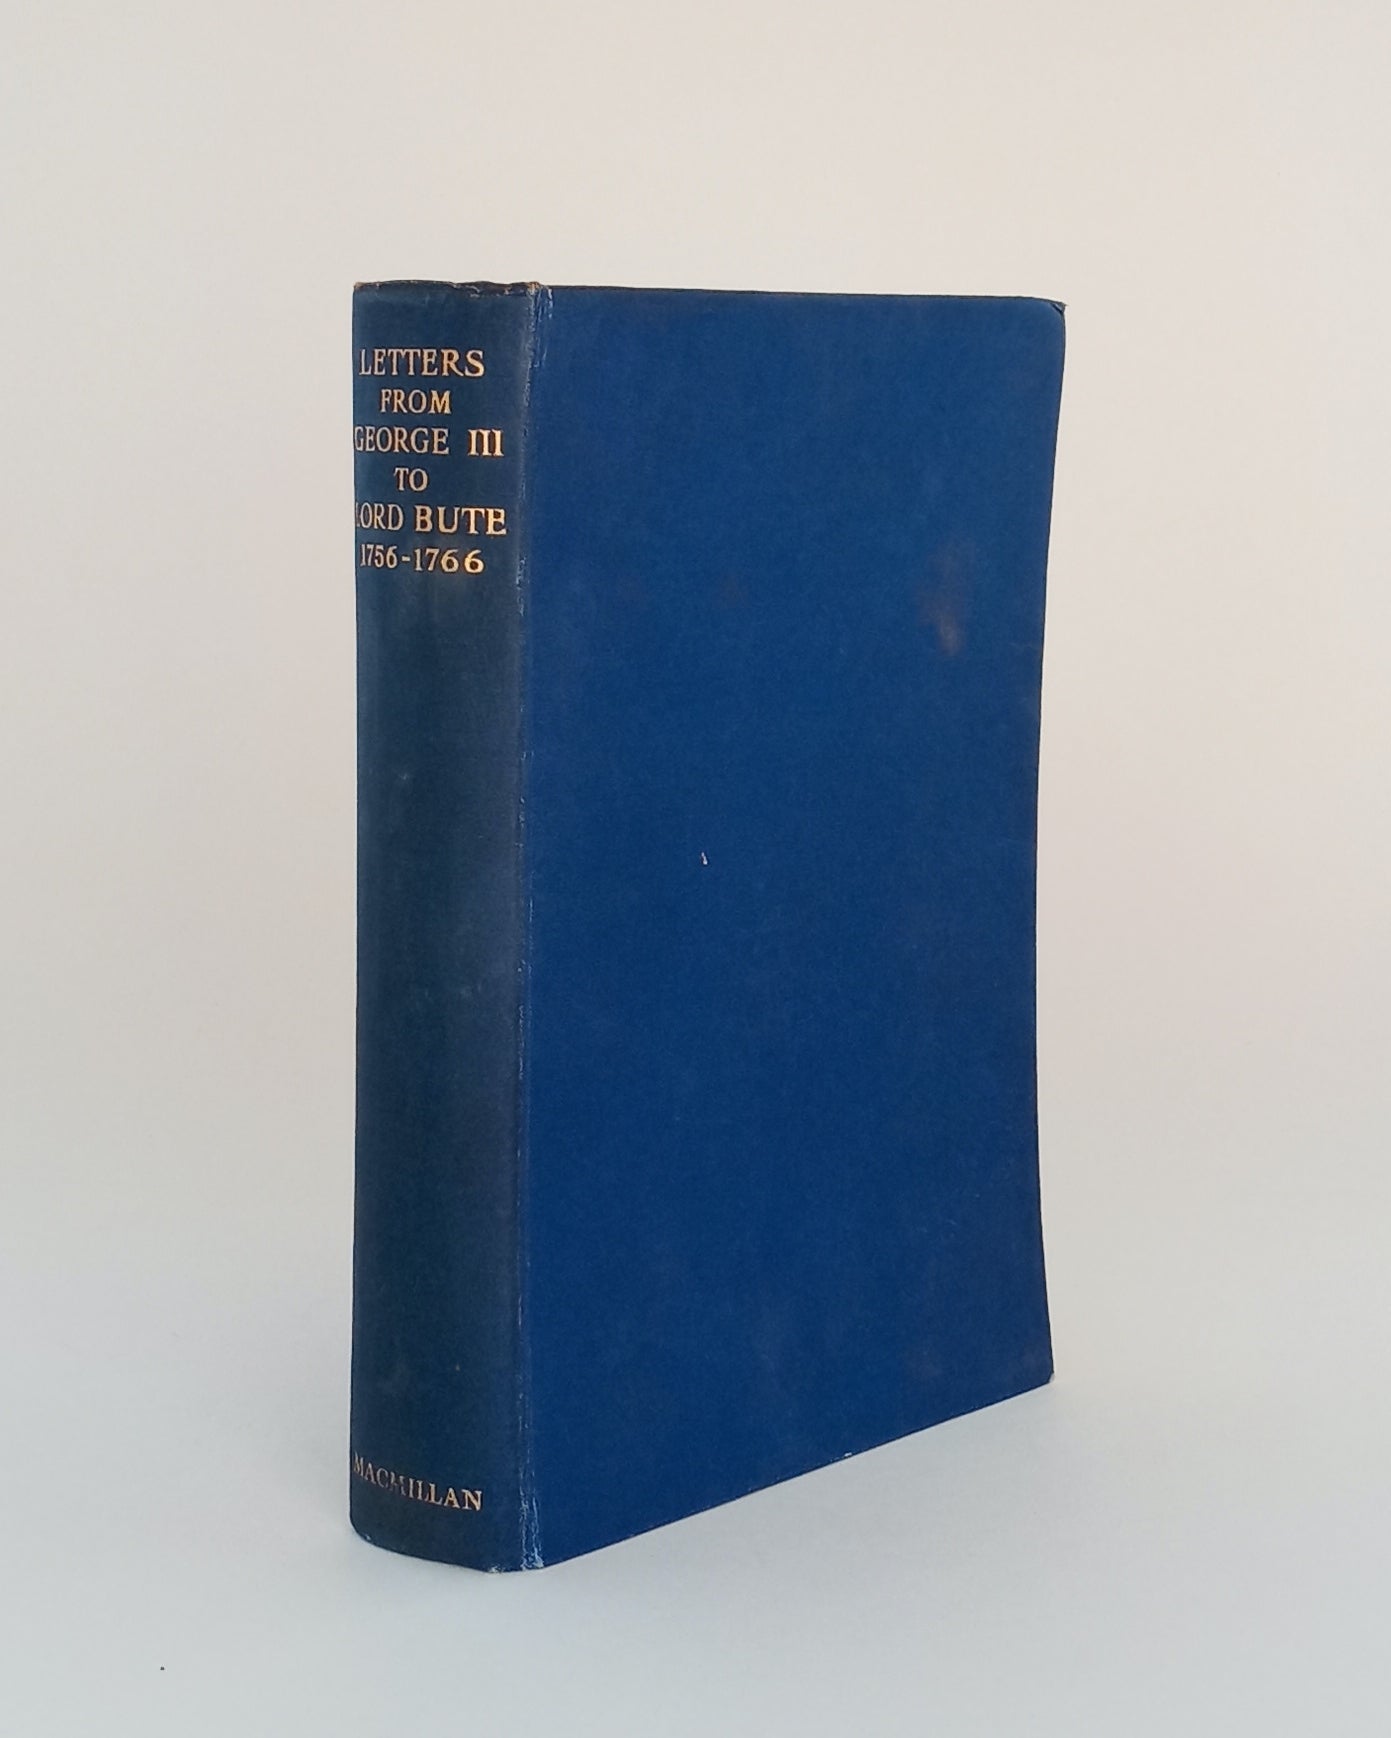 LETTERS
FROM
GEORGE III
TO
LORD BUTE
1756-1766
MACMILLAN